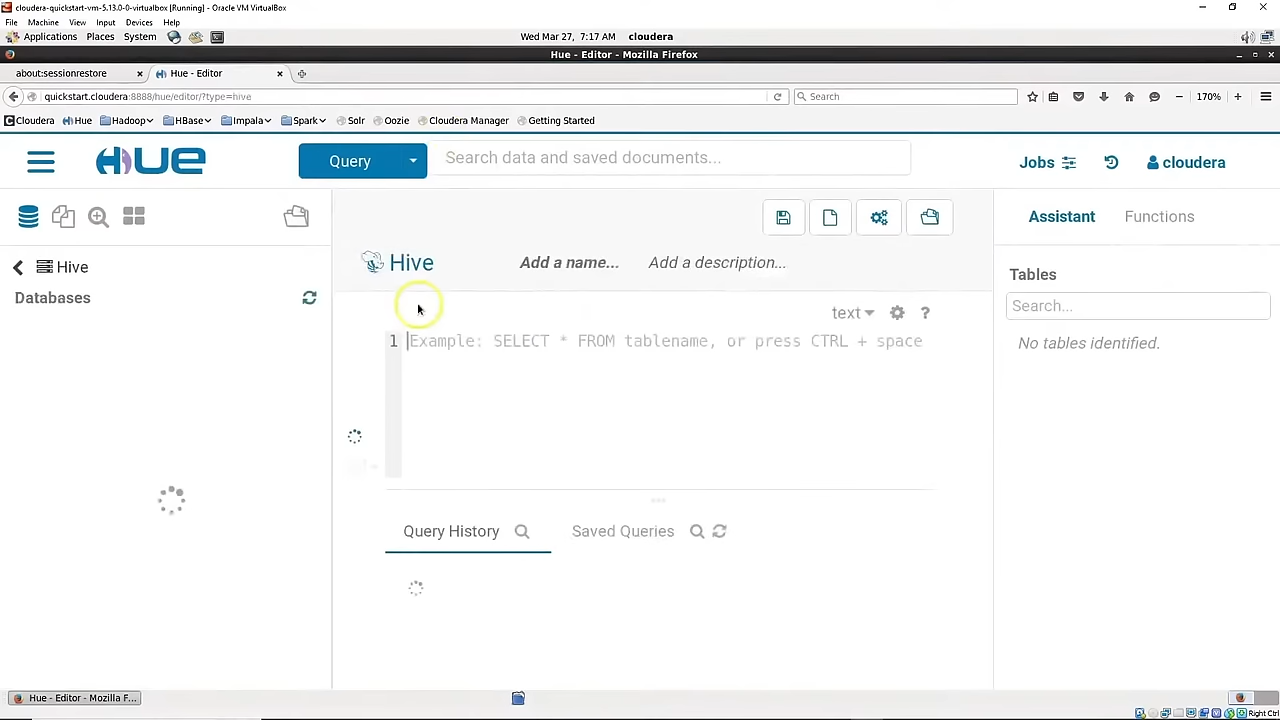 cloudera-quickstart-vm-5.13.0-0-virtualbox [Running] - Oracle VM VirtualBox
File Machine View Input Devices Help
Applications Places System Wed Mar 27, 7:17 AM cloudera
Hue - Editor - Mozilla Firefox
about:sessionrestore Hue - Editor
quickstart.cloudera:8888/hue/editor/?type=hive Search 170%
Cloudera Hue Hadoop HBase Impala Spark Solr Oozie Cloudera Manager Getting Started
HUE Query Search data and saved documents... Jobs cloudera
Assistant Functions
Hive
Databases
Hive Add a name... Add a description...
Tables
Search...
No tables identified.
text ?
1 Example: SELECT * FROM tablename, or press CTRL + space
Query History Saved Queries
Hue - Editor - Mozilla F...
Right Ctrl